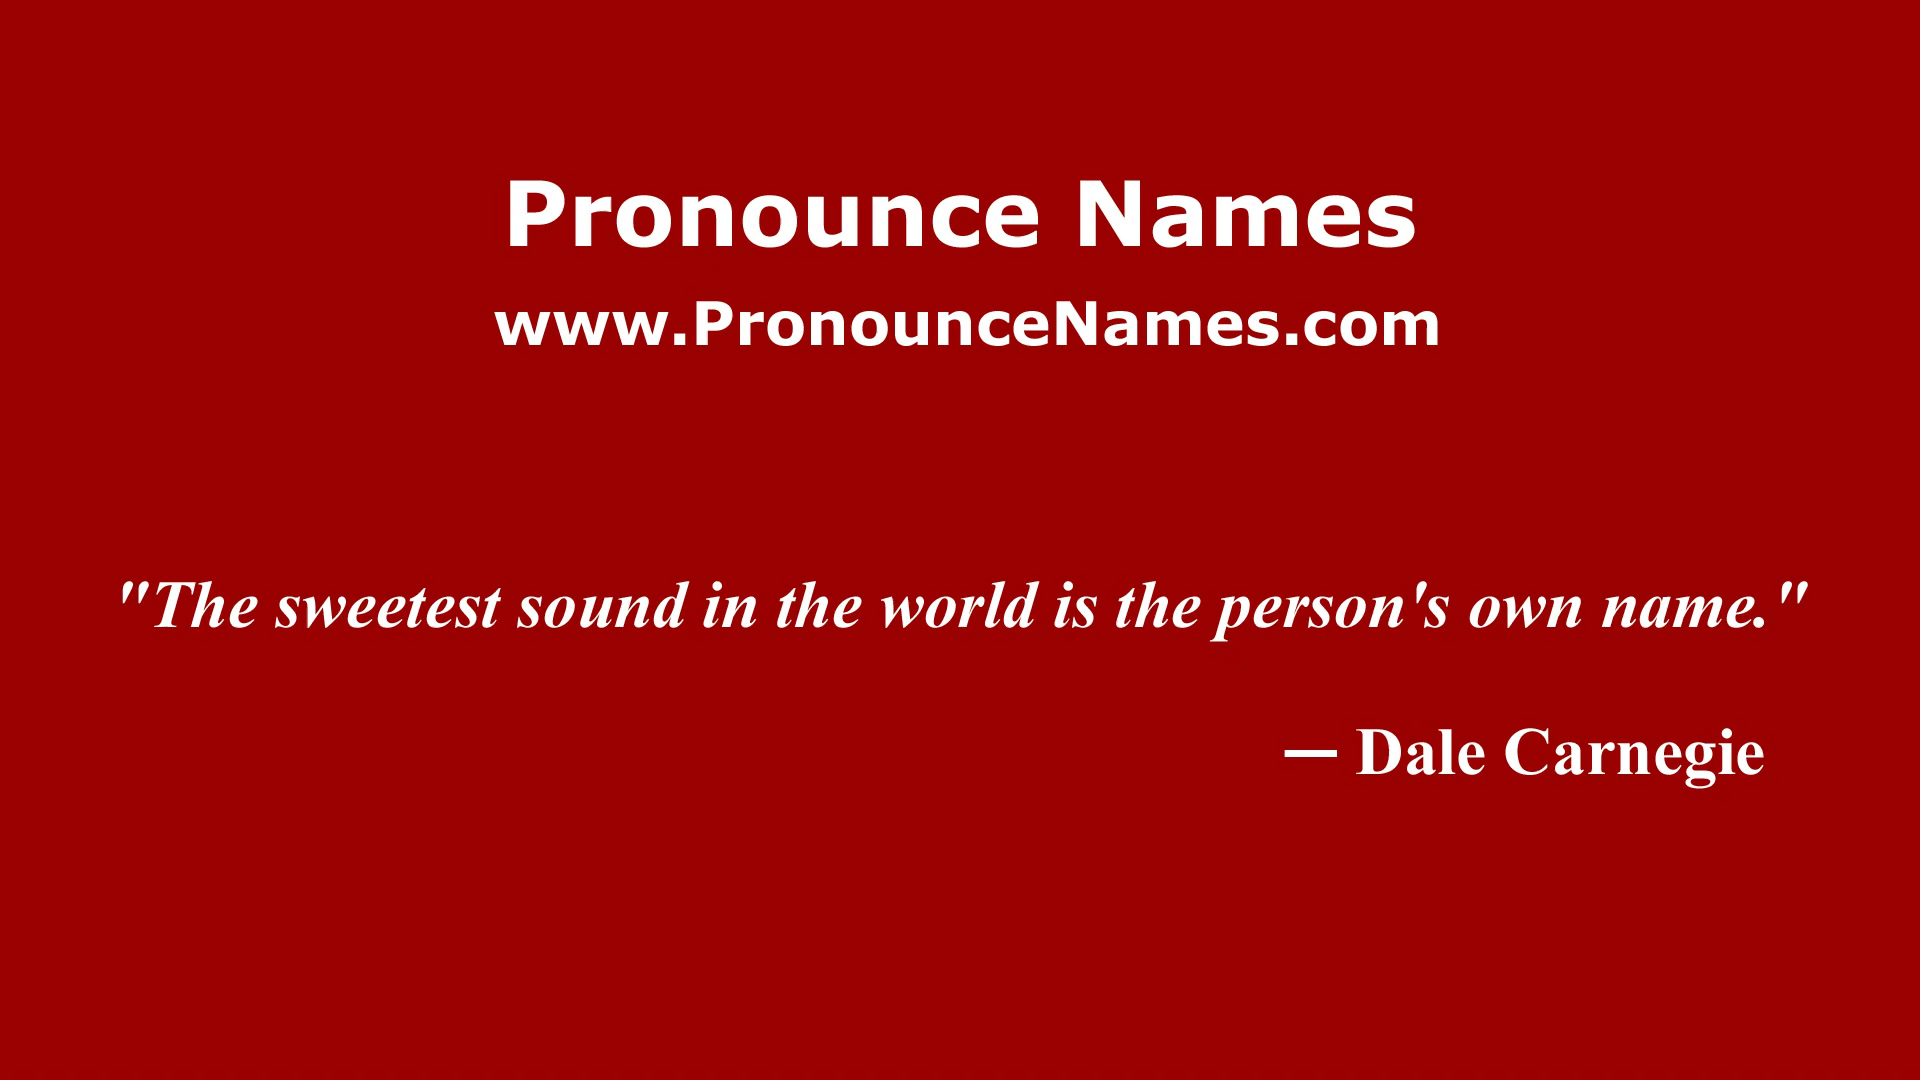 Pronounce Names
www.PronounceNames.com
"The sweetest sound in the world is the person's own name."
— Dale Carnegie